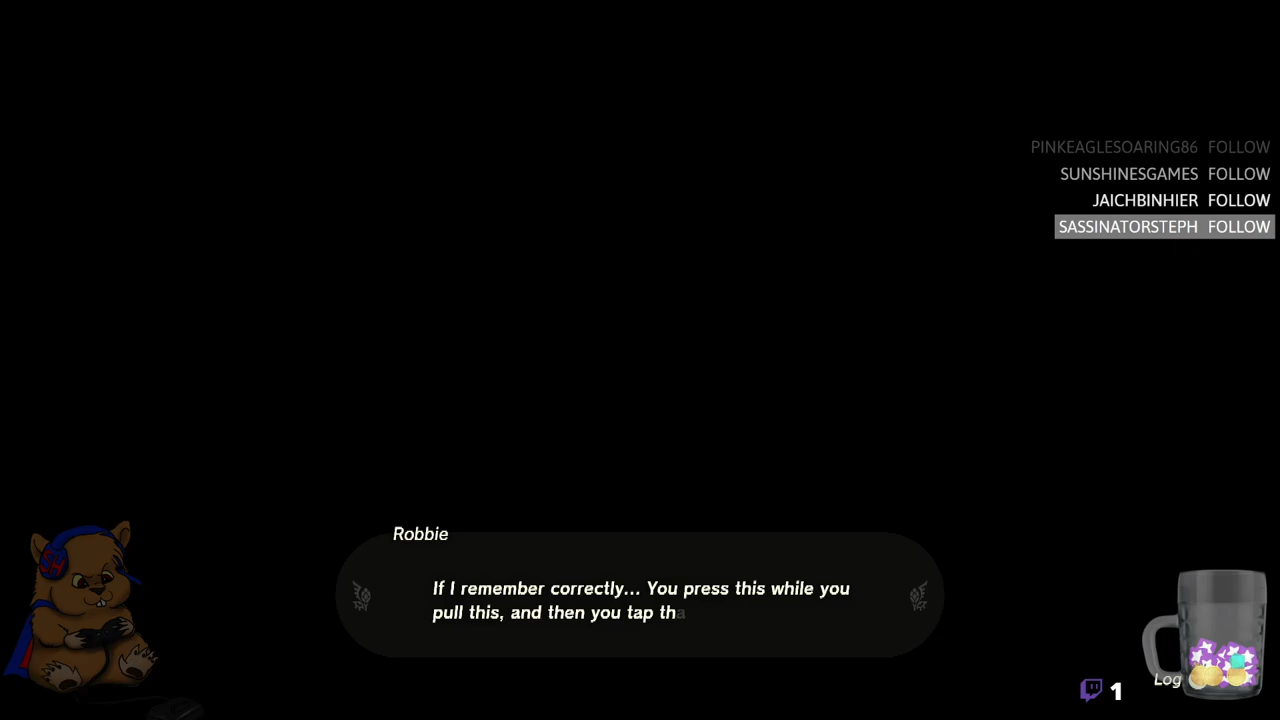 PINKEAGLESOARING86 FOLLOW
SUNSHINESGAMES FOLLOW
JAICHBINHIER FOLLOW
SASSINATORSTEPH FOLLOW
Robbie
If I remember correctly... You press this while you
pull this, and then you tap tha
Log
1